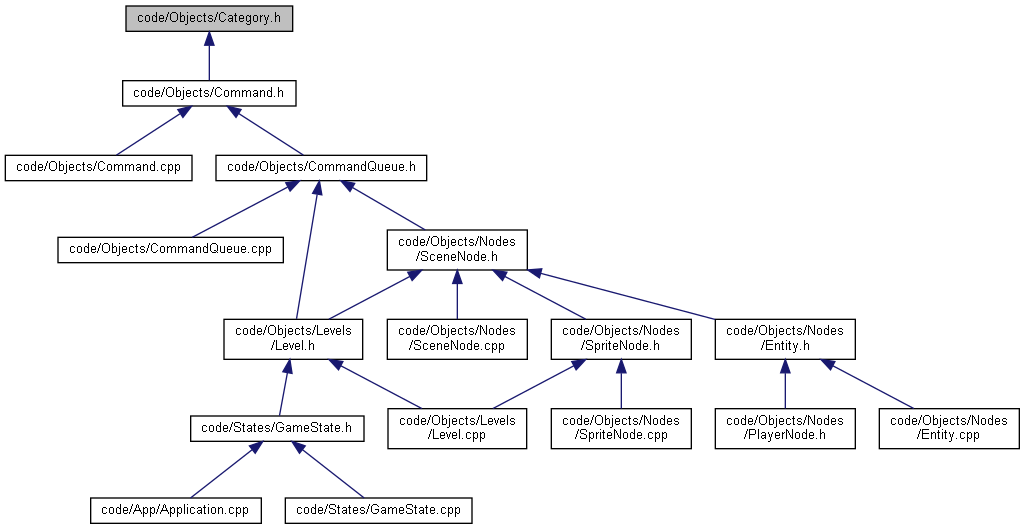 code/Objects/Category.h
code/Objects/Command.h
code/Objects/Command.cpp
code/Objects/CommandQueue.h
code/Objects/CommandQueue.cpp
code/Objects/Nodes
/SceneNode.h
code/Objects/Levels
/Level.h
code/Objects/Nodes
/SceneNode.cpp
code/Objects/Nodes
/SpriteNode.h
code/Objects/Nodes
/Entity.h
code/States/GameState.h
code/Objects/Levels
/Level.cpp
code/Objects/Nodes
/SpriteNode.cpp
code/Objects/Nodes
/PlayerNode.h
code/Objects/Nodes
/Entity.cpp
code/App/Application.cpp
code/States/GameState.cpp